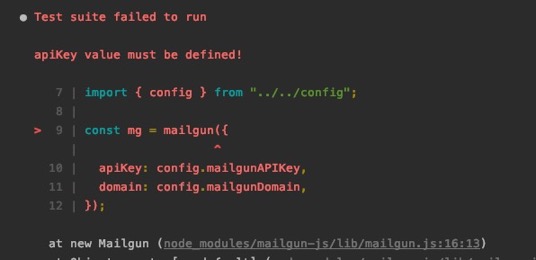 ● Test suite failed to run
apiKey value must be defined!
7 | import { config } from "../../config";
8 |
> 9 | const mg = mailgun({
| ^
10 | apiKey: config.mailgunAPIKey,
11 | domain: config.mailgunDomain,
12 | });
at new Mailgun (node_modules/mailgun-js/lib/mailgun.js:16:13)